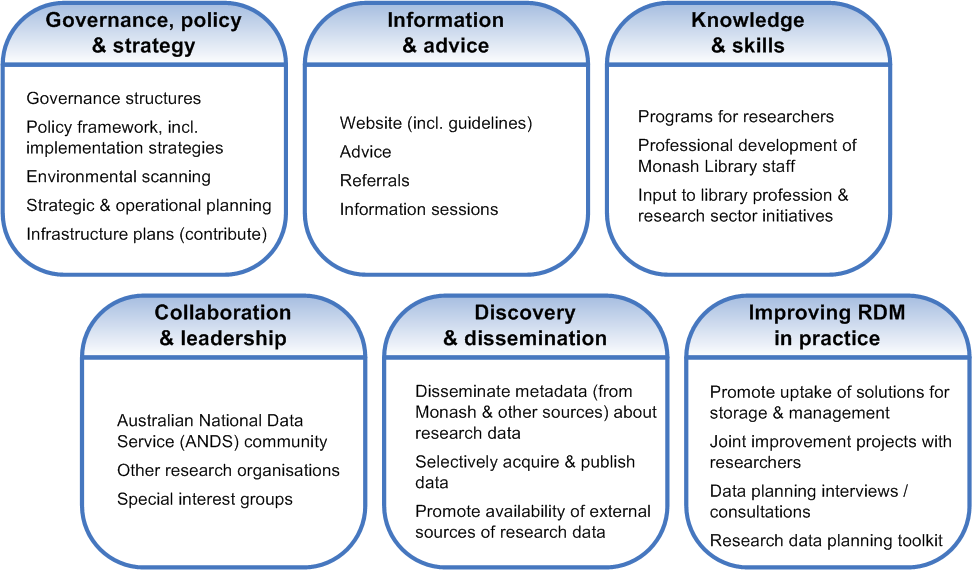 Governance, policy
& strategy
Governance structures
Policy framework, incl.
implementation strategies
Environmental scanning
Strategic & operational planning
Infrastructure plans (contribute)
Information
& advice
Website (incl. guidelines)
Advice
Referrals
Information sessions
Knowledge
& skills
Programs for researchers
Professional development of
Monash Library staff
Input to library profession &
research sector initiatives
Collaboration
& leadership
Australian National Data
Service (ANDS) community
Other research organisations
Special interest groups
Discovery
& dissemination
Disseminate metadata (from
Monash & other sources) about
research data
Selectively acquire & publish
data
Promote availability of external
sources of research data
Improving RDM
in practice
Promote uptake of solutions for
storage & management
Joint improvement projects with
researchers
Data planning interviews /
consultations
Research data planning toolkit